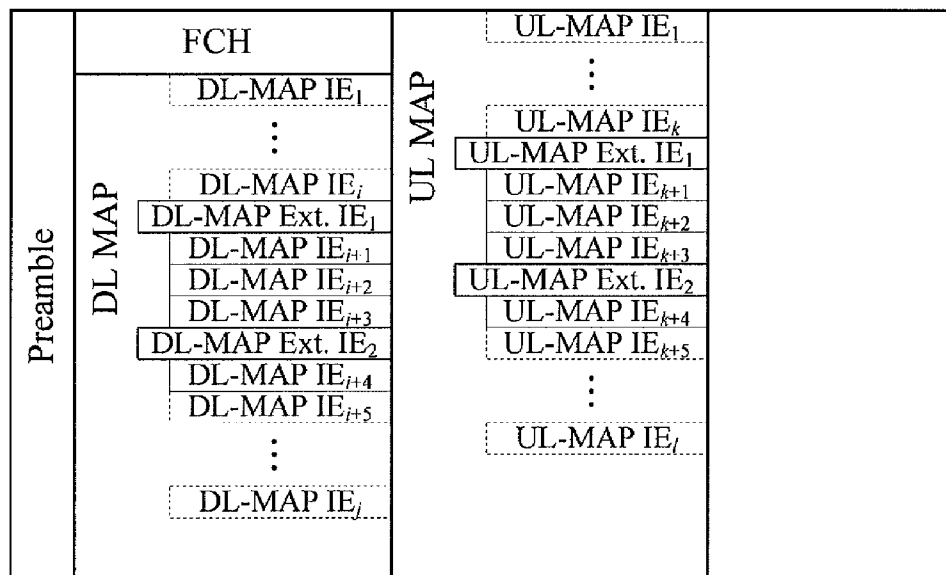 Preamble
FCH
DL MAP
DL-MAP IE₁
⋮
DL-MAP IEᵢ
DL-MAP Ext. IE₁
DL-MAP IEᵢ₊₁
DL-MAP IEᵢ₊₂
DL-MAP IEᵢ₊₃
DL-MAP Ext. IE₂
DL-MAP IEᵢ₊₄
DL-MAP IEᵢ₊₅
⋮
DL-MAP IEⱼ
UL MAP
UL-MAP IE₁
⋮
UL-MAP IEₖ
UL-MAP Ext. IE₁
UL-MAP IEₖ₊₁
UL-MAP IEₖ₊₂
UL-MAP IEₖ₊₃
UL-MAP Ext. IE₂
UL-MAP IEₖ₊₄
UL-MAP IEₖ₊₅
⋮
UL-MAP IEₗ